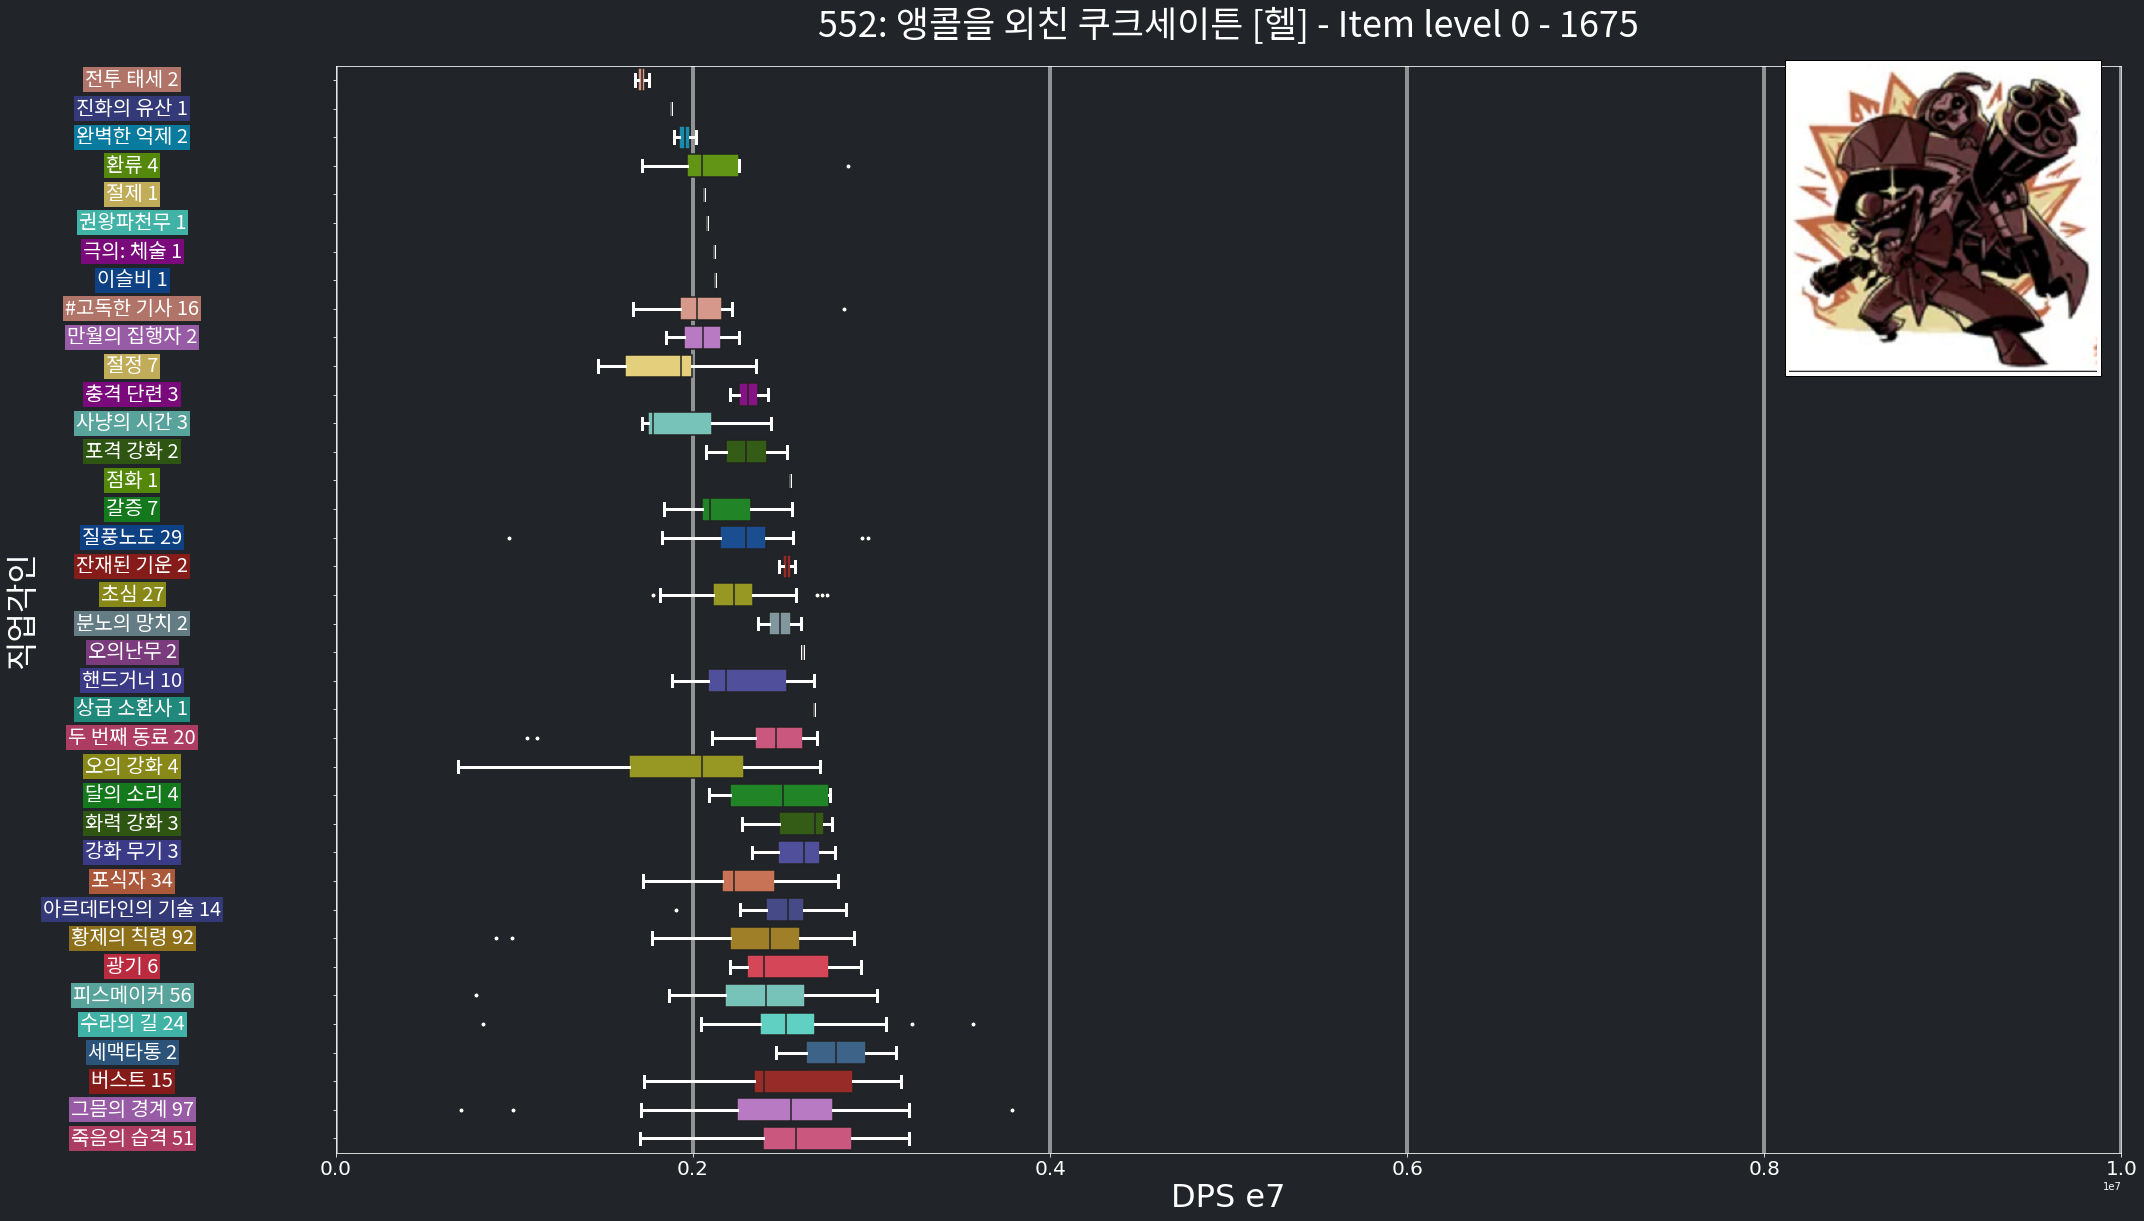 552: 앵콜을 외친 쿠크세이튼 [헬] - Item level 0 - 1675
전투 태세 2
진화의 유산 1
완벽한 억제 2
환류 4
절제 1
권왕파천무 1
극의: 체술 1
이슬비 1
#고독한 기사 16
만월의 집행자 2
절정 7
충격 단련 3
사냥의 시간 3
포격 강화 2
점화 1
갈증 7
질풍노도 29
잔재된 기운 2
초심 27
분노의 망치 2
오의난무 2
핸드거너 10
상급 소환사 1
두 번째 동료 20
오의 강화 4
달의 소리 4
화력 강화 3
강화 무기 3
포식자 34
아르데타인의 기술 14
황제의 칙령 92
광기 6
피스메이커 56
수라의 길 24
세맥타통 2
버스트 15
그믐의 경계 97
죽음의 습격 51
직업각인
0.0 0.2 0.4 0.6 0.8 1.0
1e7
DPS e7